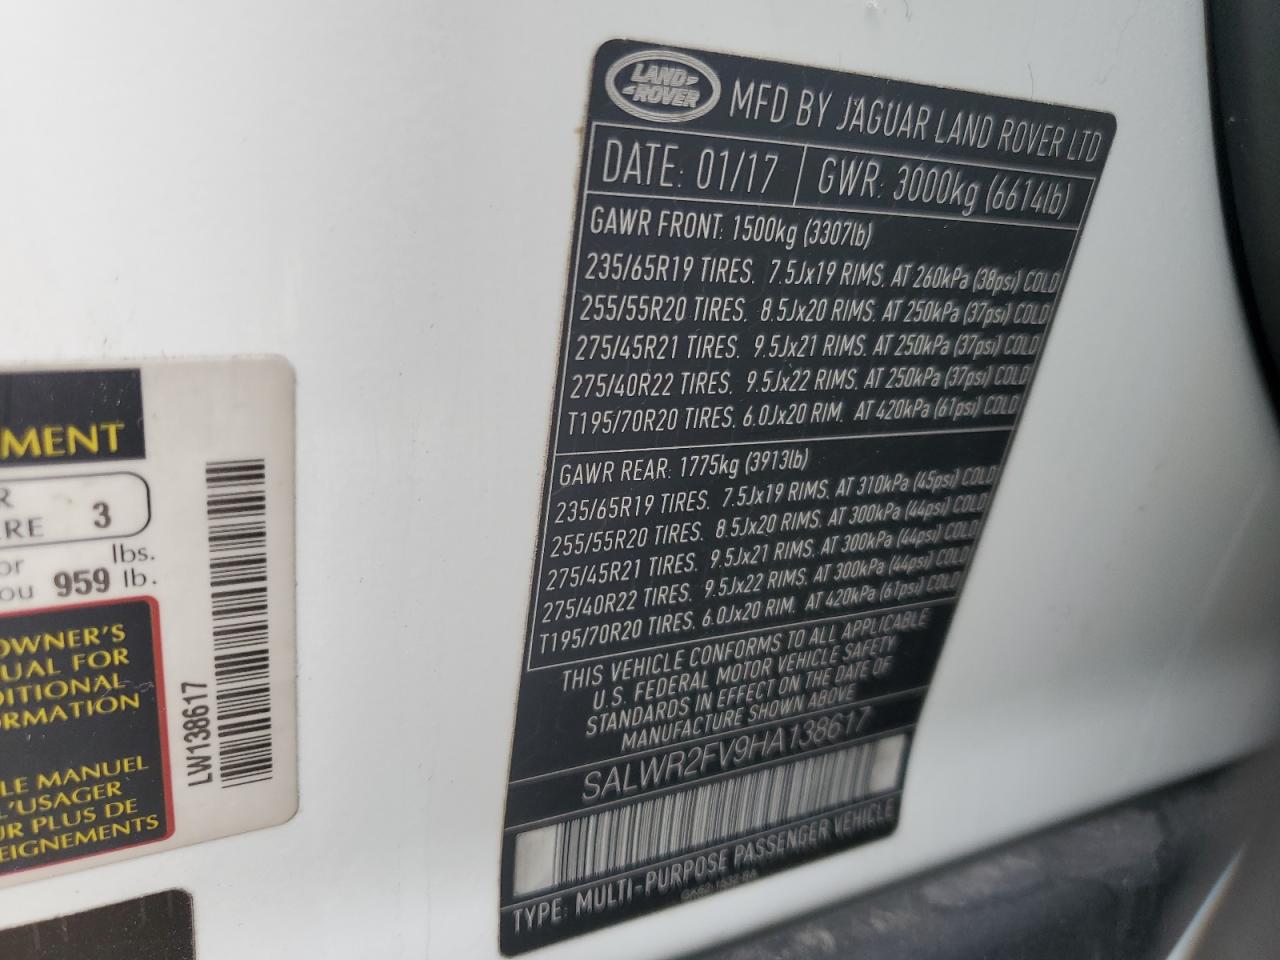 LAND
ROVER
MFD BY JAGUAR LAND ROVER LTD
DATE: 01/17 GWR: 3000kg (6614lb)
GAWR FRONT: 1500kg (3307lb)
235/65R19 TIRES. 7.5Jx19 RIMS. AT 260kPa (38psi) COLD
255/55R20 TIRES. 8.5Jx20 RIMS. AT 250kPa (37psi) COLD
275/45R21 TIRES. 9.5Jx21 RIMS. AT 250kPa (37psi) COLD
275/40R22 TIRES. 9.5Jx22 RIMS. AT 250kPa (37psi) COLD
T195/70R20 TIRES. 6.0Jx20 RIM. AT 420kPa (61psi) COLD
GAWR REAR: 1775kg (3913lb)
235/65R19 TIRES. 7.5Jx19 RIMS. AT 310kPa (45psi) COLD
255/55R20 TIRES. 8.5Jx20 RIMS. AT 300kPa (44psi) COLD
275/45R21 TIRES. 9.5Jx21 RIMS. AT 300kPa (44psi) COLD
275/40R22 TIRES. 9.5Jx22 RIMS. AT 300kPa (44psi) COLD
T195/70R20 TIRES. 6.0Jx20 RIM. AT 420kPa (61psi) COLD
THIS VEHICLE CONFORMS TO ALL APPLICABLE
U.S. FEDERAL MOTOR VEHICLE SAFETY
STANDARDS IN EFFECT ON THE DATE OF
MANUFACTURE SHOWN ABOVE
SALWR2FV9HA138617
TYPE: MULTI-PURPOSE PASSENGER VEHICLE
MENT
R
RE 3
or lbs.
ou 959 lb.
OWNER'S
UAL FOR
DITIONAL
ORMATION
LE MANUEL
L'USAGER
UR PLUS DE
EIGNEMENTS
LW138617